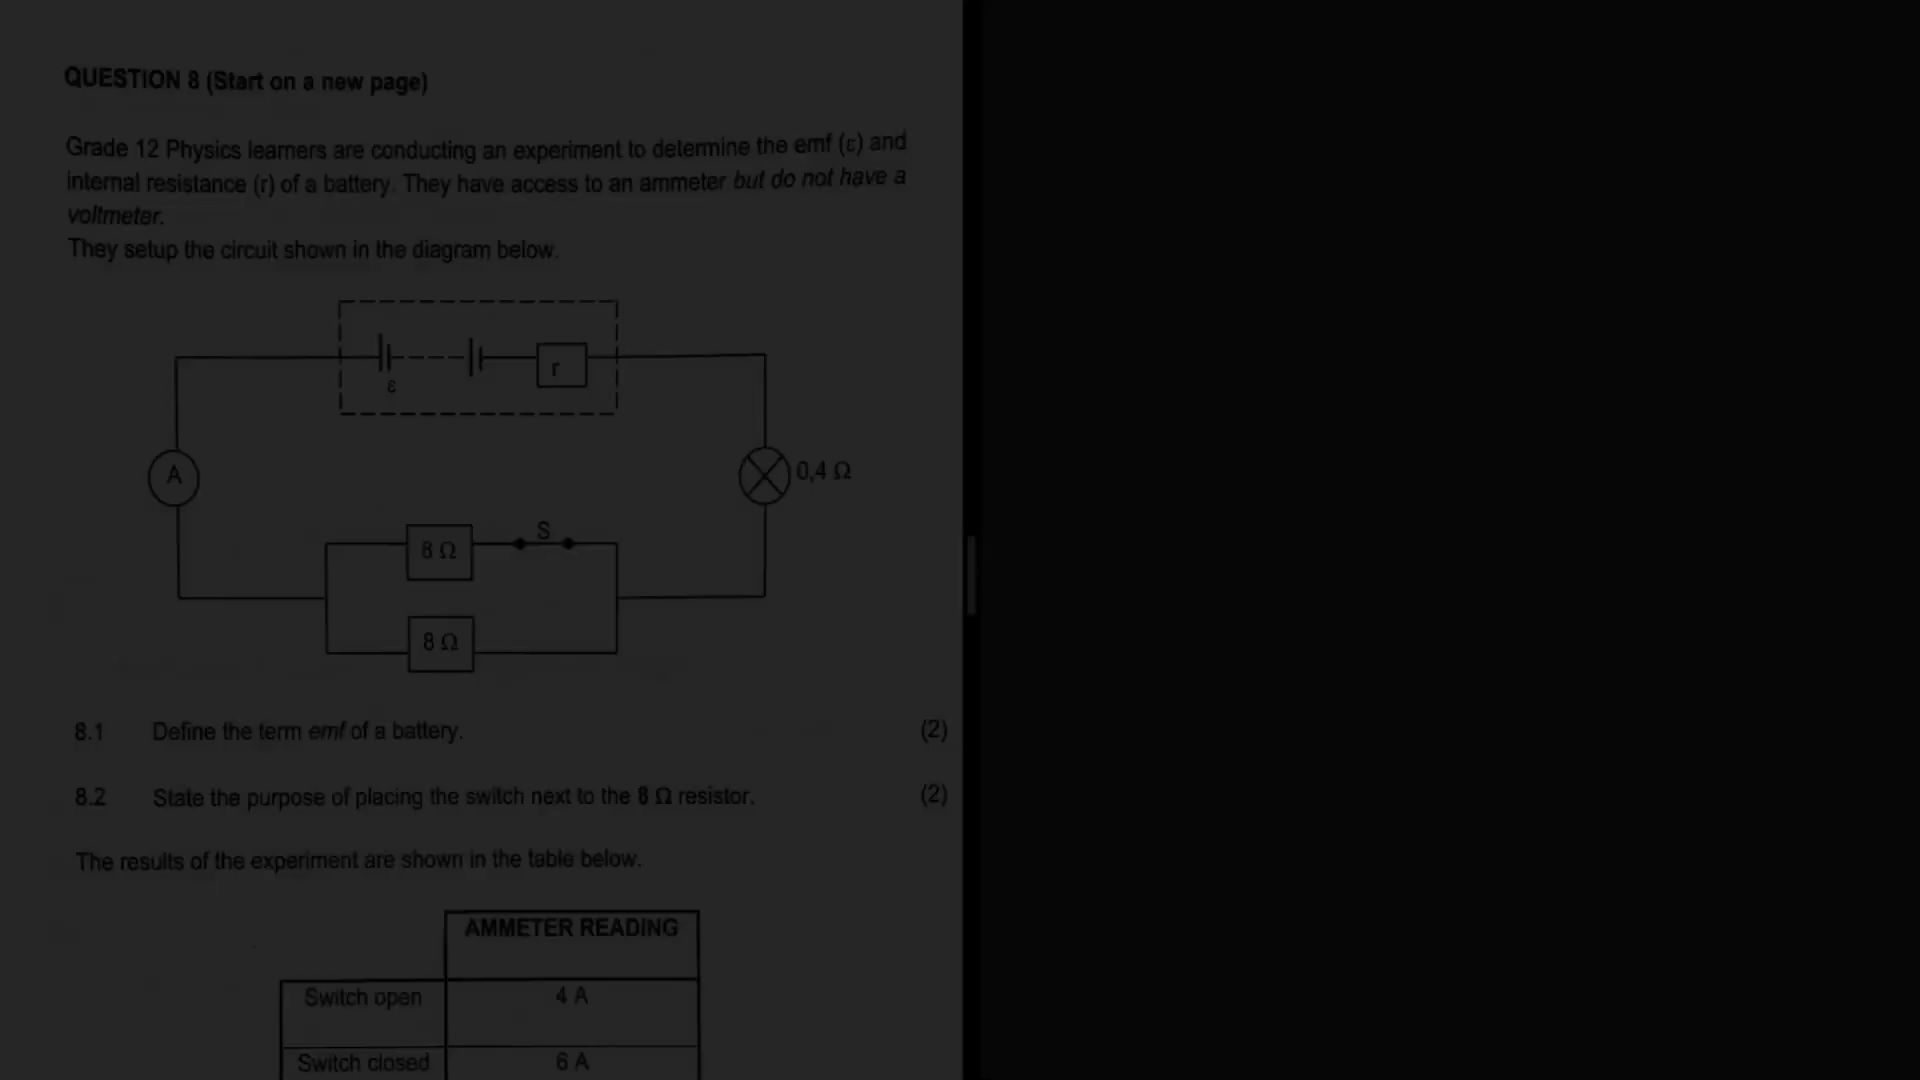 QUESTION 8 (Start on a new page)
Grade 12 Physics learners are conducting an experiment to determine the emf (ε) and
internal resistance (r) of a battery. They have access to an ammeter but do not have a
voltmeter.
They setup the circuit shown in the diagram below.
r
ε
A
0,4 Ω
S
8 Ω
8 Ω
8.1 Define the term emf of a battery. (2)
8.2 State the purpose of placing the switch next to the 8 Ω resistor. (2)
The results of the experiment are shown in the table below.
AMMETER READING
Switch open 4 A
Switch closed 6 A